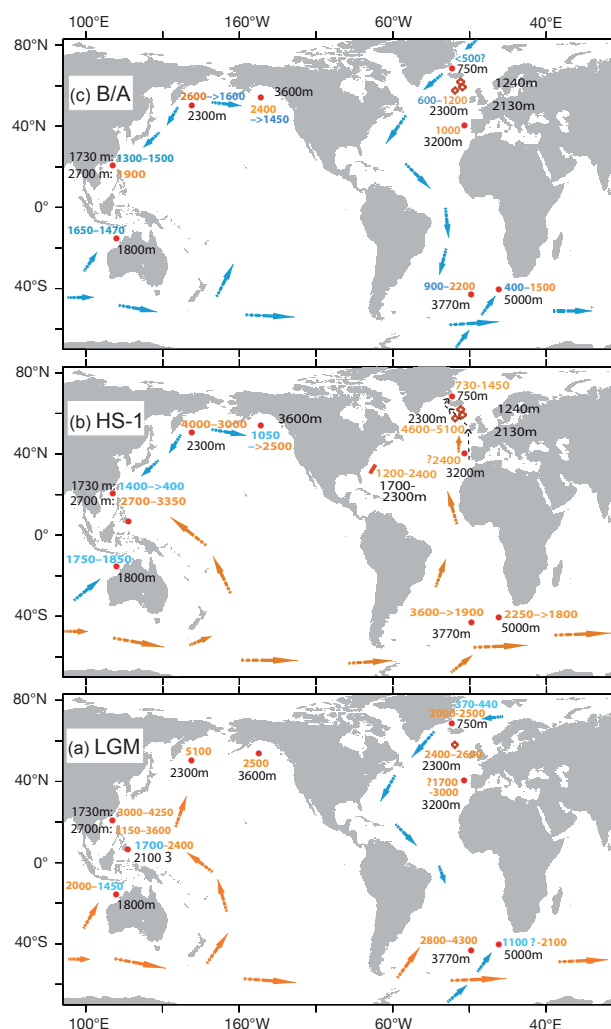 80°N
(c) B/A
<500?
750m
3600m
1240m
2600->1600
2400
600-1200
40°N
2300m
->1450
2300m
2130m
1000
3200m
1730 m:
1300-1500
2700 m:
1900
0°
1650-1470
1800m
40°S
900-2200
400-1500
3770m
5000m
80°N
(b) HS-1
730-1450
750m
3600m
2300m
1240m
4000-3000
1050
4600-5100
2130m
40°N
2300m
->2500
?2400
3200m
1730 m:
1400->400
1200-2400
2700 m:
2700-3350
1700-
2300m
0°
1750-1850
1800m
40°S
3600->1900
2250->1800
3770m
5000m
80°N
(a) LGM
370-440
2000-2500
750m
5100
2500
2400-2600
2300m
3600m
2300m
40°N
?1700
-3000
3200m
1730m:
3000-4250
2700m:
3150-3600
1700-2400
0°
2100 3
2000-1450
1800m
40°S
2800-4300
1100 ?-2100
3770m
5000m
100°E
160°W
60°W
40°E
100°E
160°W
60°W
40°E